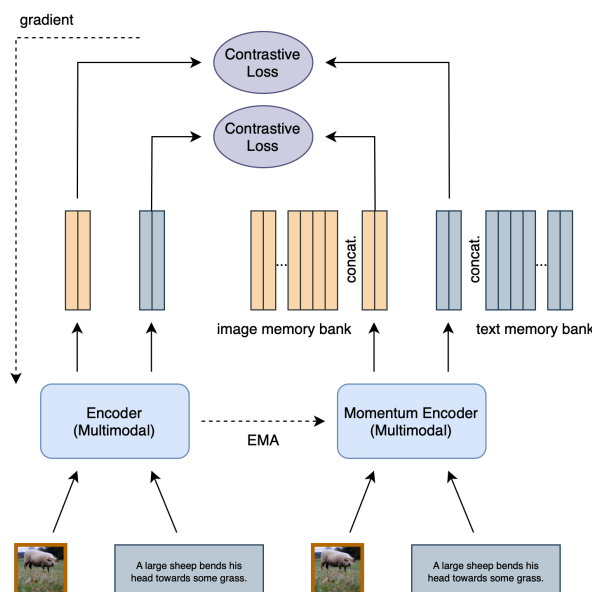 gradient
Contrastive
Loss
Contrastive
Loss
...
concat.
concat.
...
image memory bank
text memory bank
Encoder
(Multimodal)
EMA
Momentum Encoder
(Multimodal)
A large sheep bends his
head towards some grass.
A large sheep bends his
head towards some grass.